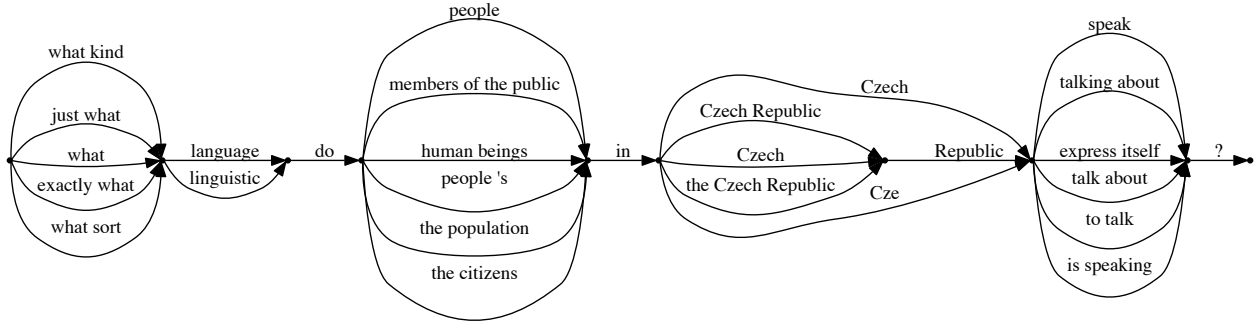 what kind
just what
what
exactly what
what sort
language
linguistic
do
people
members of the public
human beings
people 's
the population
the citizens
in
Czech
Czech Republic
Czech
the Czech Republic
Cze
Republic
speak
talking about
express itself
talk about
to talk
is speaking
?